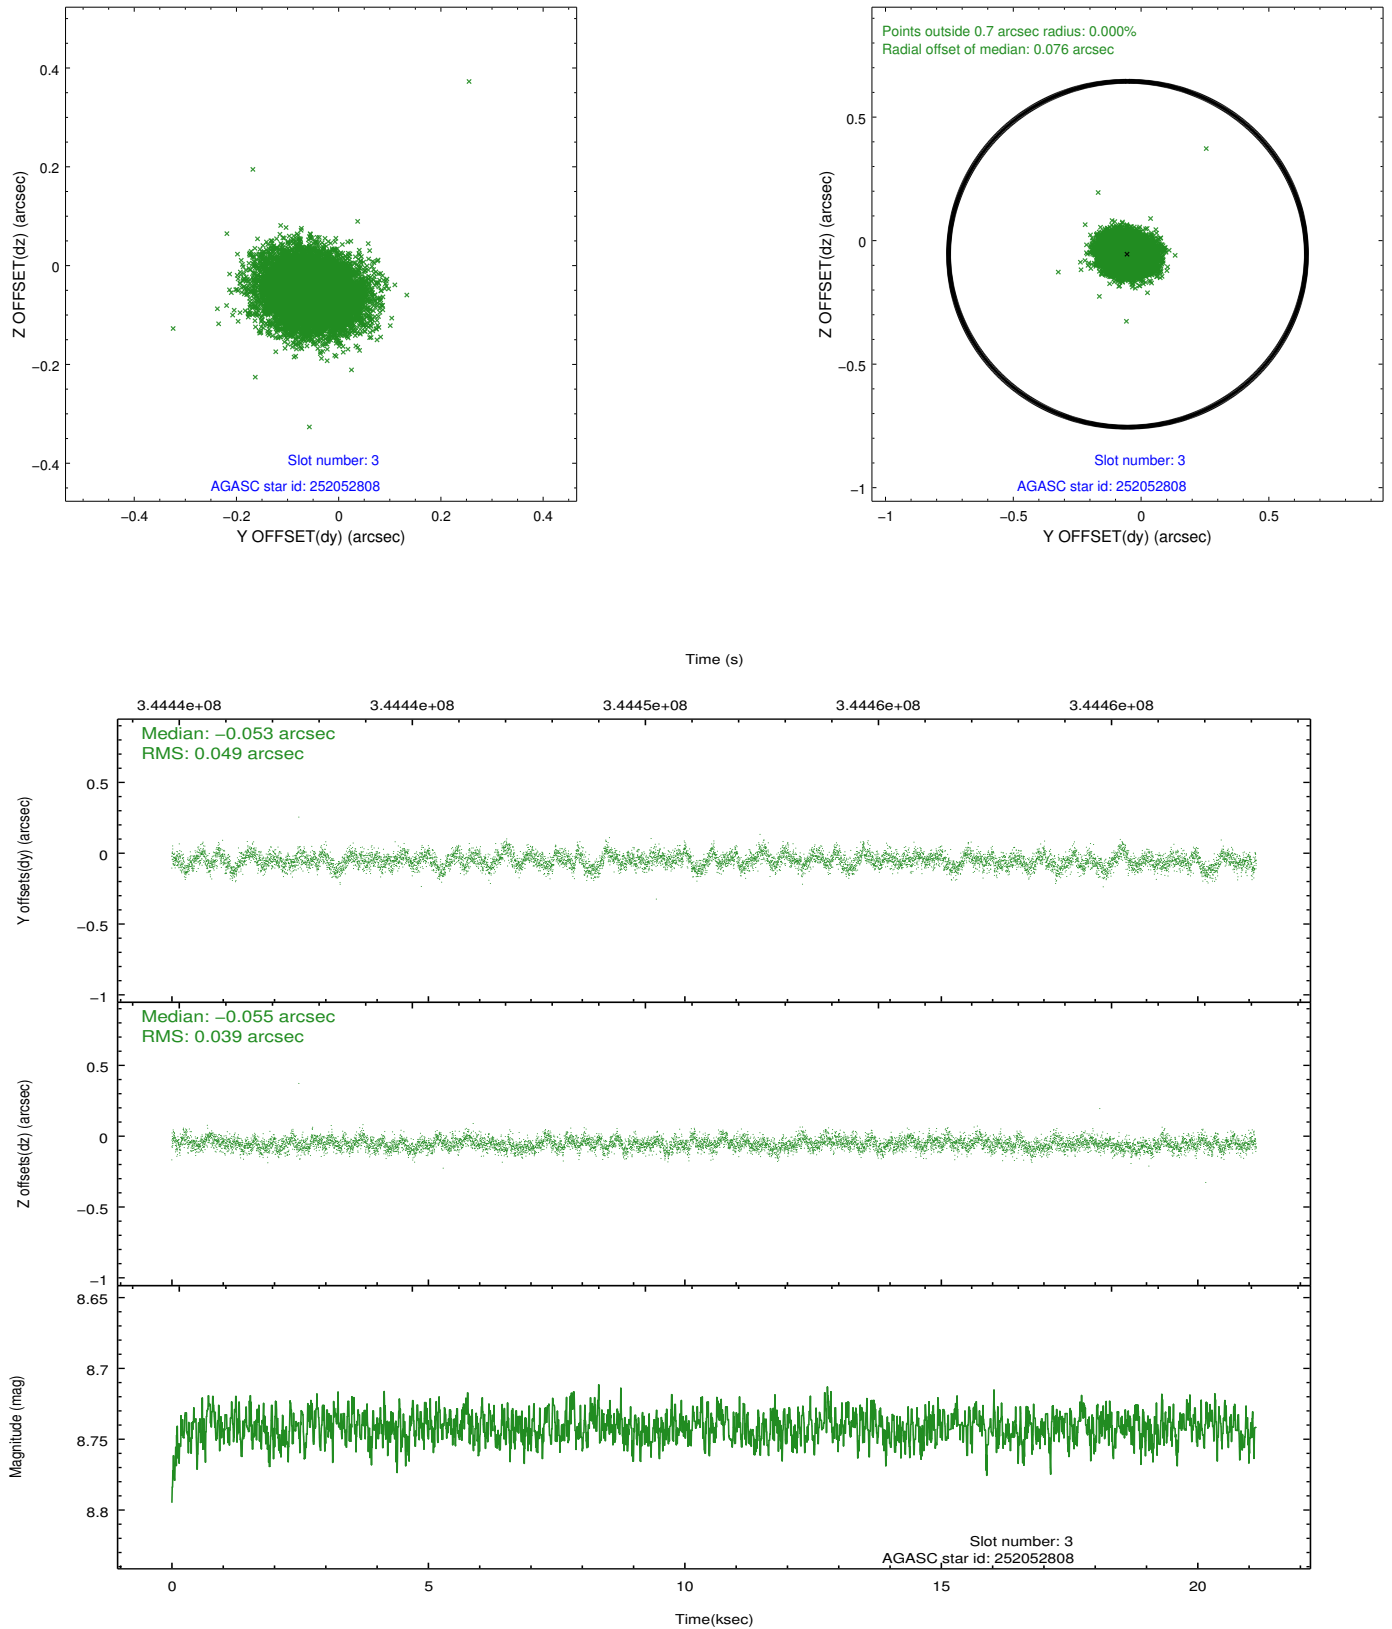 0.4
0.2
0
−0.2
−0.4
Z OFFSET(dz) (arcsec)
Slot number: 3
AGASC star id: 252052808
−0.4
−0.2
0
0.2
0.4
Y OFFSET(dy) (arcsec)
Points outside 0.7 arcsec radius: 0.000%
Radial offset of median: 0.076 arcsec
0.5
0
−0.5
−1
Z OFFSET(dz) (arcsec)
Slot number: 3
AGASC star id: 252052808
−1
−0.5
0
0.5
Y OFFSET(dy) (arcsec)
Time (s)
3.4444e+08
3.4444e+08
3.4445e+08
3.4446e+08
3.4446e+08
Median: −0.053 arcsec
RMS: 0.049 arcsec
0.5
0
−0.5
−1
Y offsets(dy) (arcsec)
Median: −0.055 arcsec
RMS: 0.039 arcsec
0.5
0
−0.5
−1
Z offsets(dz) (arcsec)
8.65
8.7
8.75
8.8
Magnitude (mag)
Slot number: 3
AGASC star id: 252052808
0
5
10
15
20
Time(ksec)